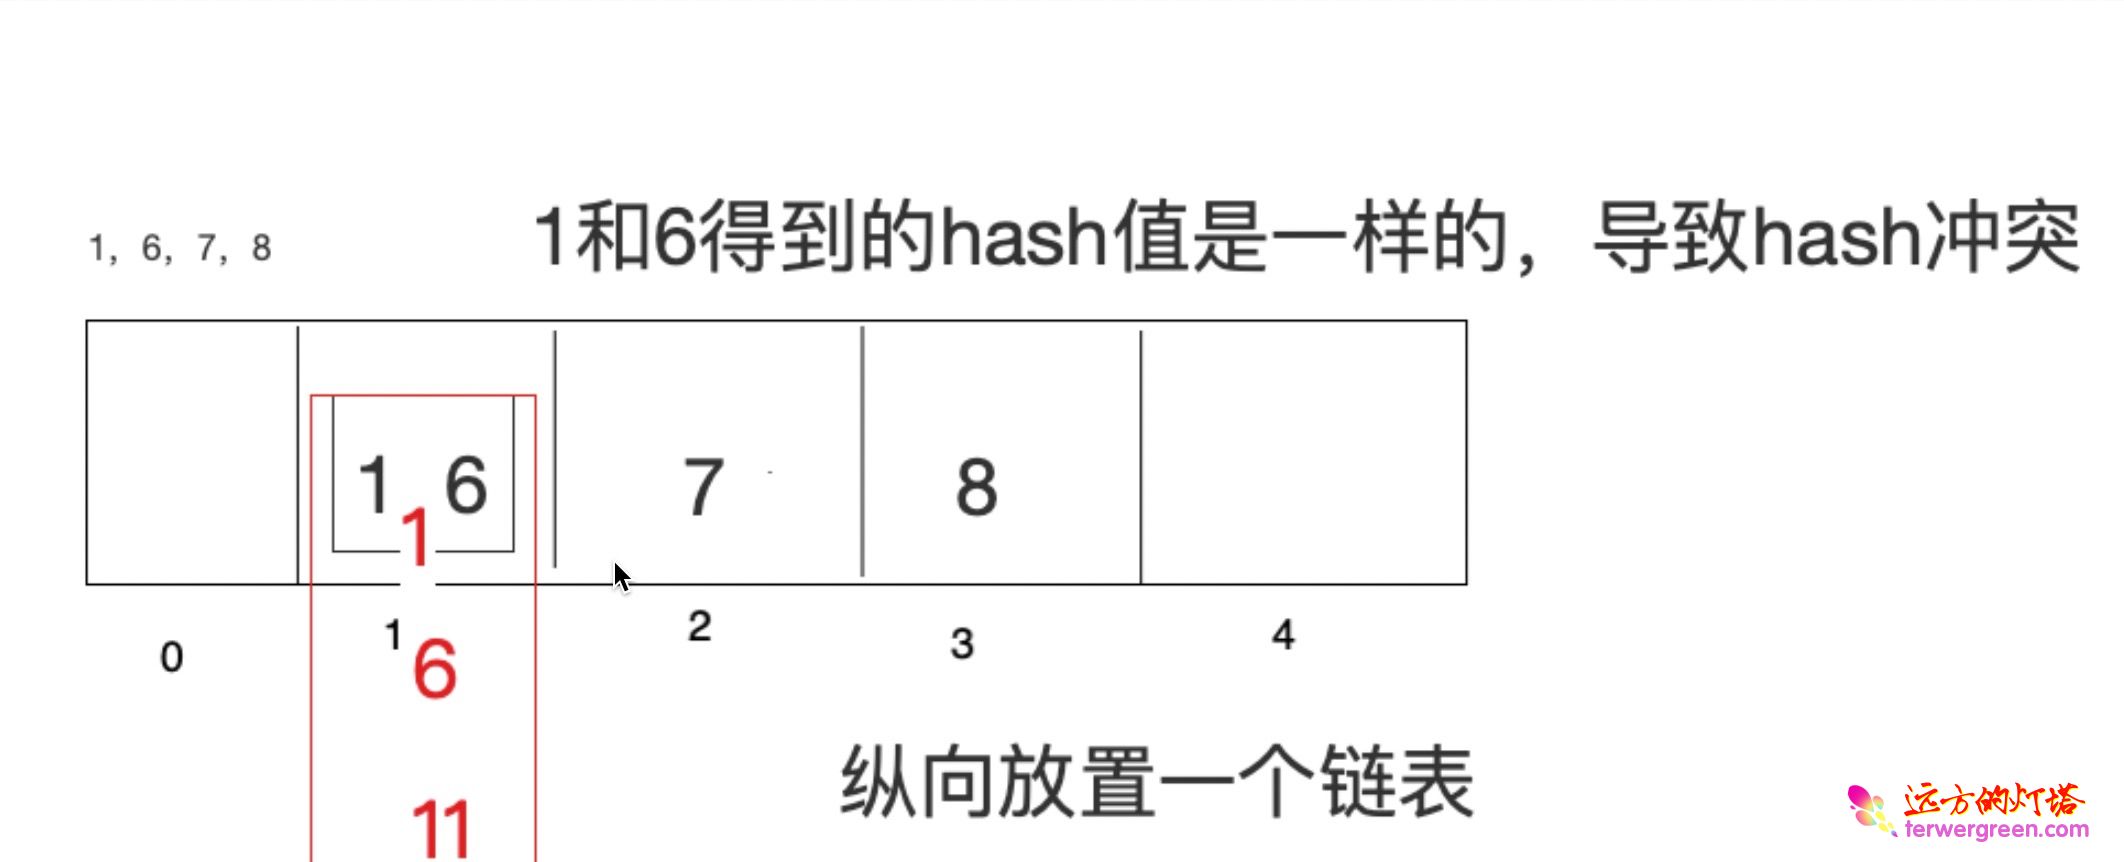 1和6得到的hash值是一样的，导致hash冲突
1，6，7，8
1 6 7 8
1
0 1 2 3 4
6
纵向放置一个链表
11
远方的灯塔
terwergreen.com